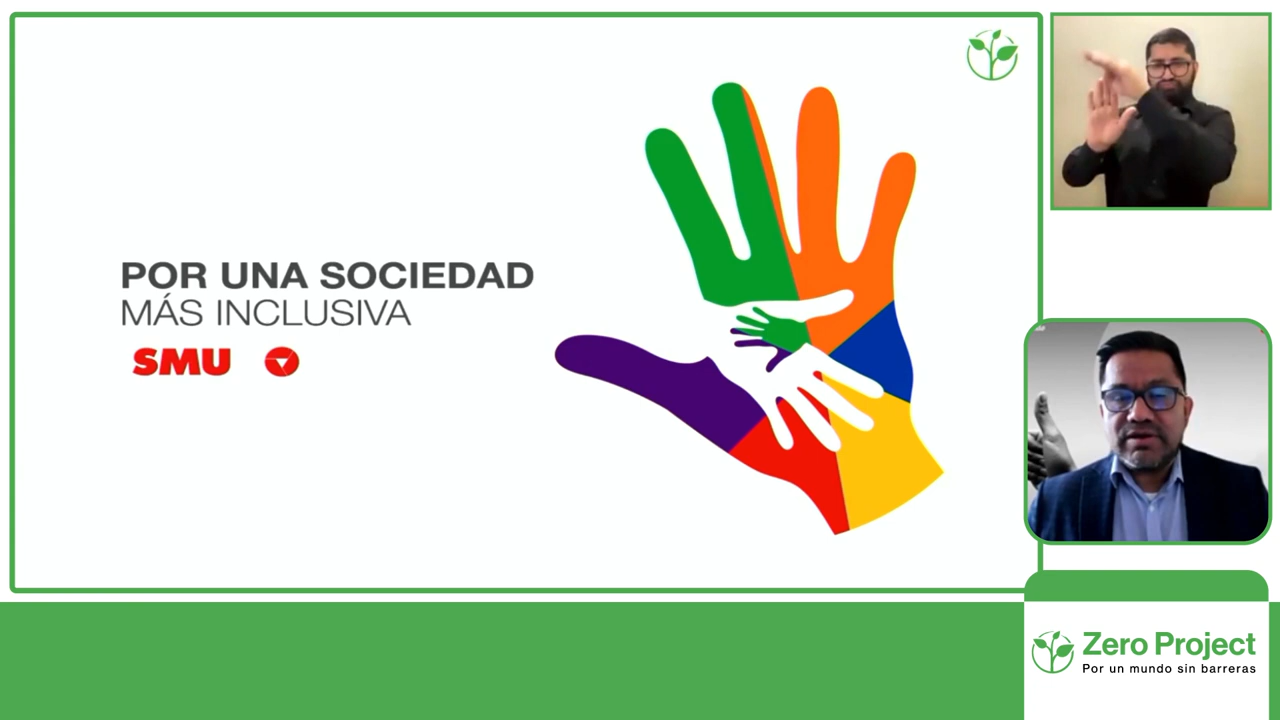 POR UNA SOCIEDAD
MÁS INCLUSIVA
SMU
Zero Project
Por un mundo sin barreras